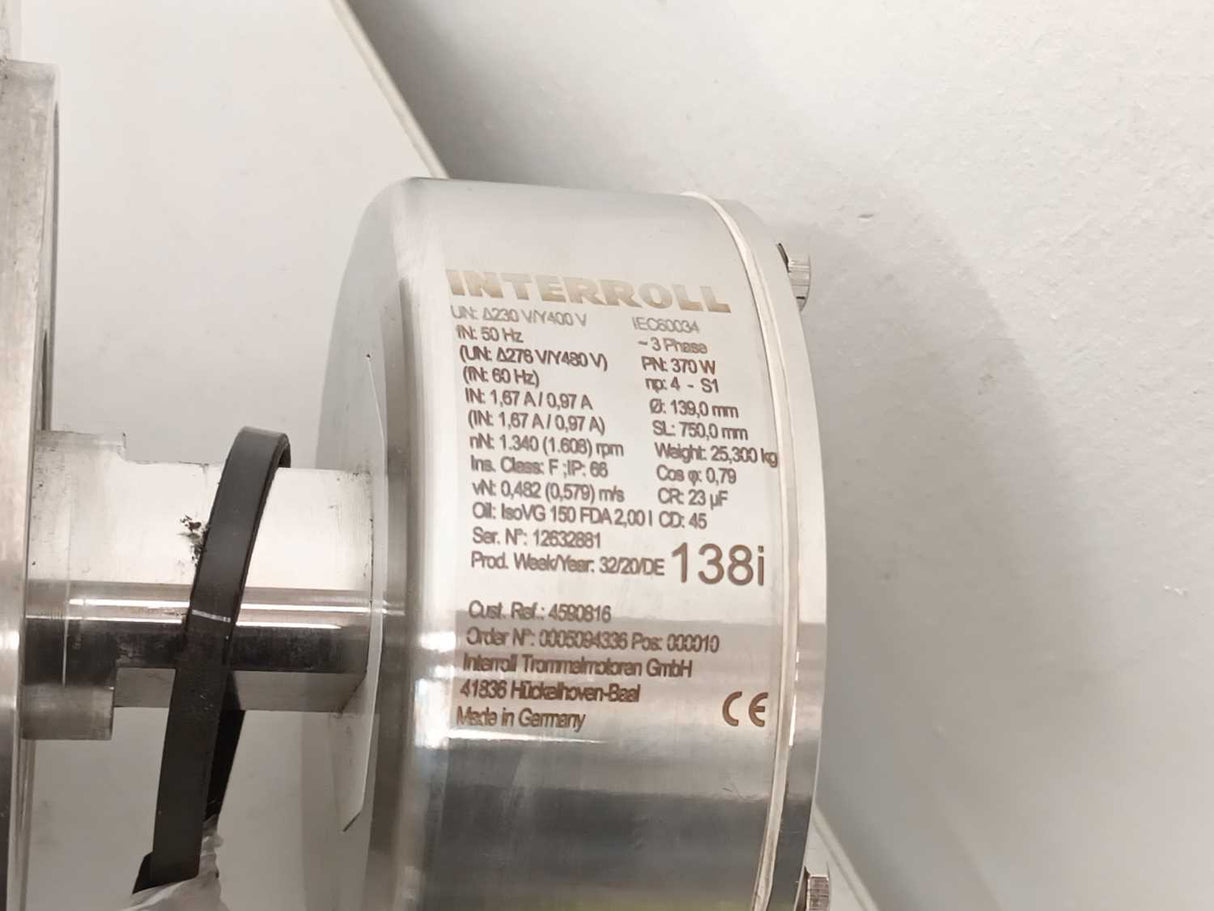 INTERROLL
UN: Δ230 V/Y400 V IEC60034
fN: 50 Hz ~ 3 Phase
(UN: Δ276 V/Y480 V) PN: 370 W
(fN: 60 Hz) np: 4 - S1
IN: 1,67 A / 0,97 A Ø: 139,0 mm
(IN: 1,67 A / 0,97 A) SL: 750,0 mm
nN: 1.340 (1.608) rpm Weight: 25,300 kg
Ins. Class: F ;IP: 66 Cos φ: 0,79
vN: 0,482 (0,579) m/s CR: 23 µF
Oil: IsoVG 150 FDA 2,00 l CD: 45
Ser. N°: 12632881
Prod. Week/Year: 32/20/DE 138i
Cust. Ref.: 4590816
Order N°: 0005094336 Pos: 000010
Interroll Trommelmotoren GmbH
41836 Hückelhoven-Baal
Made in Germany CE